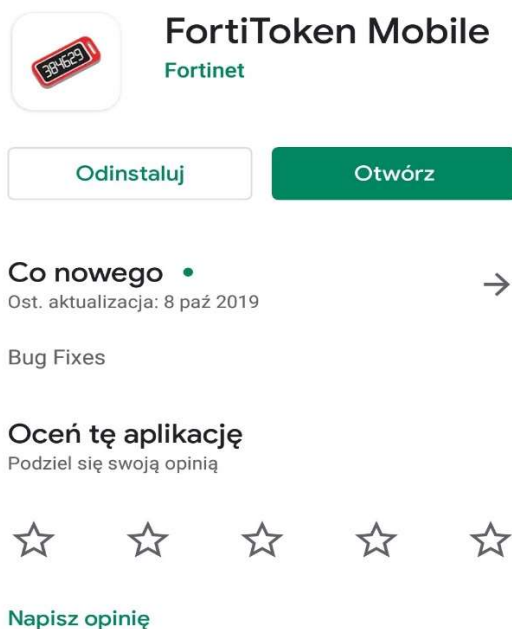 384629
FortiToken Mobile
Fortinet
Odinstaluj
Otwórz
Co nowego
Ost. aktualizacja: 8 paź 2019
Bug Fixes
Oceń tę aplikację
Podziel się swoją opinią
Napisz opinię